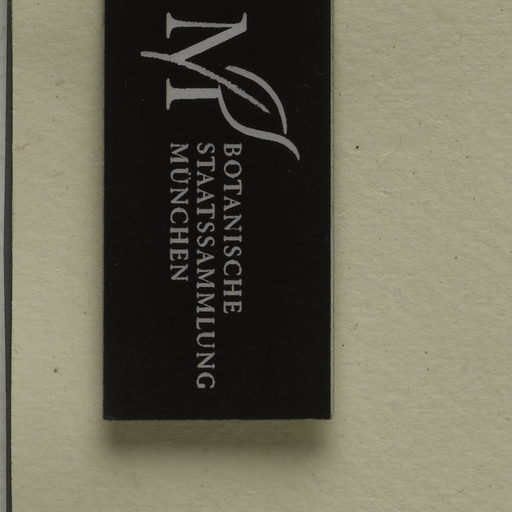 M
BOTANISCHE
STAATSSAMMLUNG
MÜNCHEN